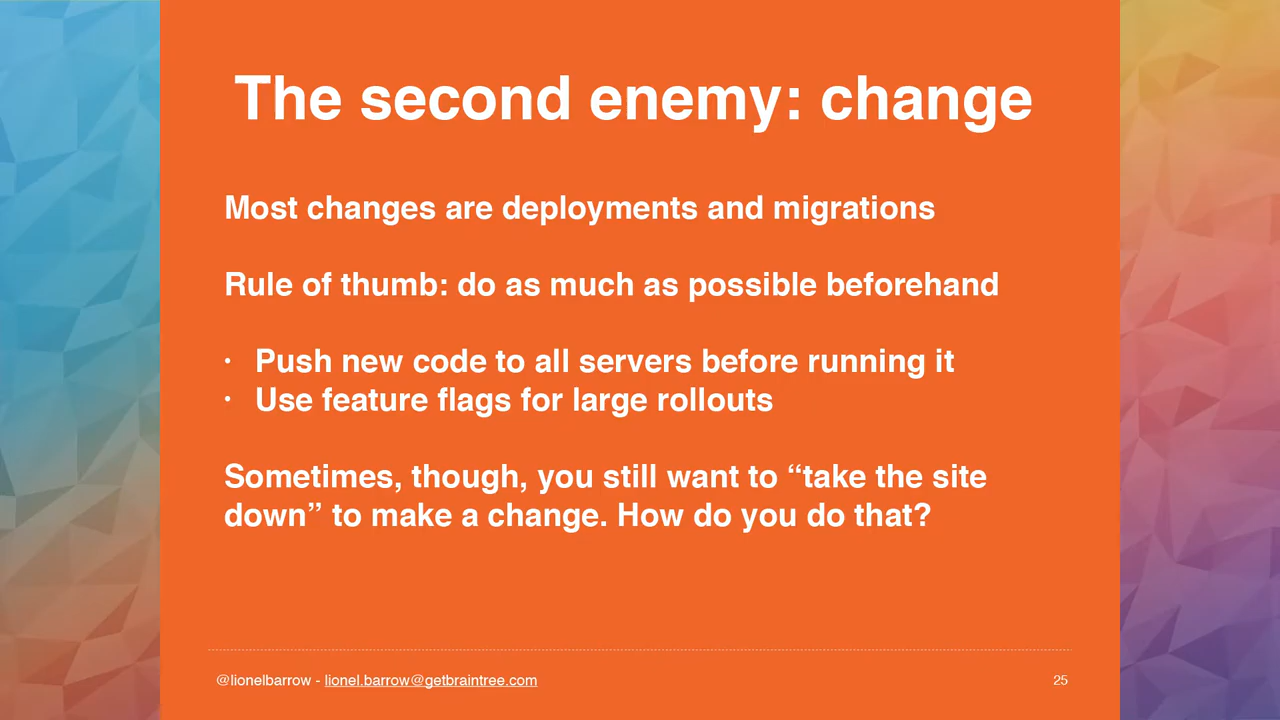 The second enemy: change
Most changes are deployments and migrations
Rule of thumb: do as much as possible beforehand
• Push new code to all servers before running it
• Use feature flags for large rollouts
Sometimes, though, you still want to “take the site
down” to make a change. How do you do that?
@lionelbarrow - lionel.barrow@getbraintree.com
25